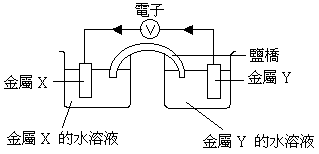 電子
V
鹽橋
金屬 X
金屬 Y
金屬 X 的水溶液
金屬 Y 的水溶液